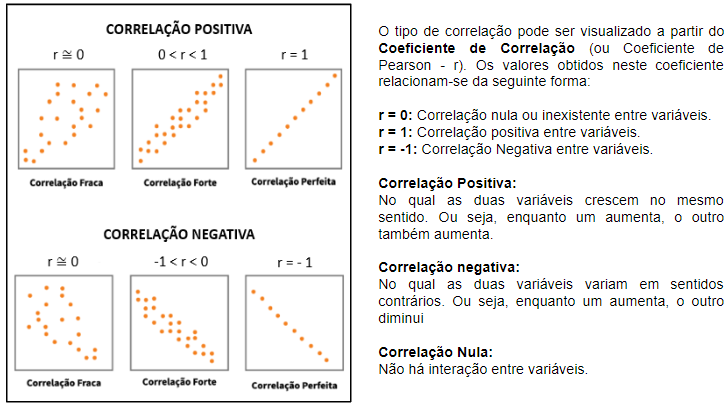 CORRELAÇÃO POSITIVA
r ≅ 0
0 < r < 1
r = 1
Correlação Fraca
Correlação Forte
Correlação Perfeita
CORRELAÇÃO NEGATIVA
r ≅ 0
-1 < r < 0
r = - 1
Correlação Fraca
Correlação Forte
Correlação Perfeita
O tipo de correlação pode ser visualizado a partir do
Coeficiente de Correlação (ou Coeficiente de
Pearson - r). Os valores obtidos neste coeficiente
relacionam-se da seguinte forma:
r = 0: Correlação nula ou inexistente entre variáveis.
r = 1: Correlação positiva entre variáveis.
r = -1: Correlação Negativa entre variáveis.
Correlação Positiva:
No qual as duas variáveis crescem no mesmo
sentido. Ou seja, enquanto um aumenta, o outro
também aumenta.
Correlação negativa:
No qual as duas variáveis variam em sentidos
contrários. Ou seja, enquanto um aumenta, o outro
diminui
Correlação Nula:
Não há interação entre variáveis.